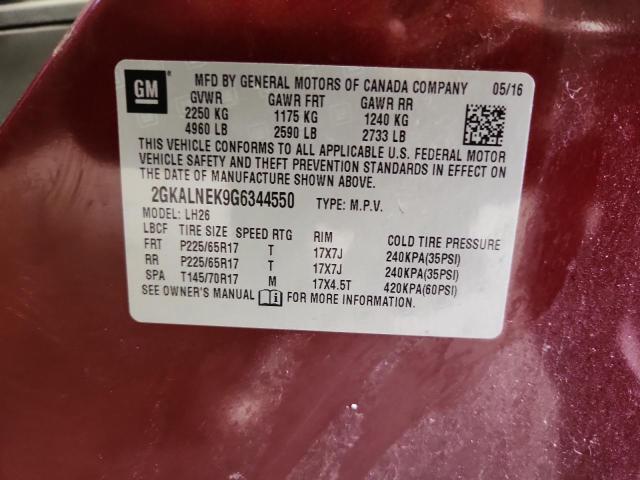 GM MFD BY GENERAL MOTORS OF CANADA COMPANY 05/16
GVWR GAWR FRT GAWR RR
2250 KG 1175 KG 1240 KG
4960 LB 2590 LB 2733 LB
THIS VEHICLE CONFORMS TO ALL APPLICABLE U.S. FEDERAL MOTOR
VEHICLE SAFETY AND THEFT PREVENTION STANDARDS IN EFFECT ON
THE DATE OF MANUFACTURE SHOWN ABOVE.
2GKALNEK9G6344550 TYPE: M.P.V.
MODEL: LH26
LBCF TIRE SIZE SPEED RTG RIM COLD TIRE PRESSURE
FRT P225/65R17 T 17X7J 240KPA(35PSI)
RR P225/65R17 T 17X7J 240KPA(35PSI)
SPA T145/70R17 M 17X4.5T 420KPA(60PSI)
SEE OWNER'S MANUAL FOR MORE INFORMATION.